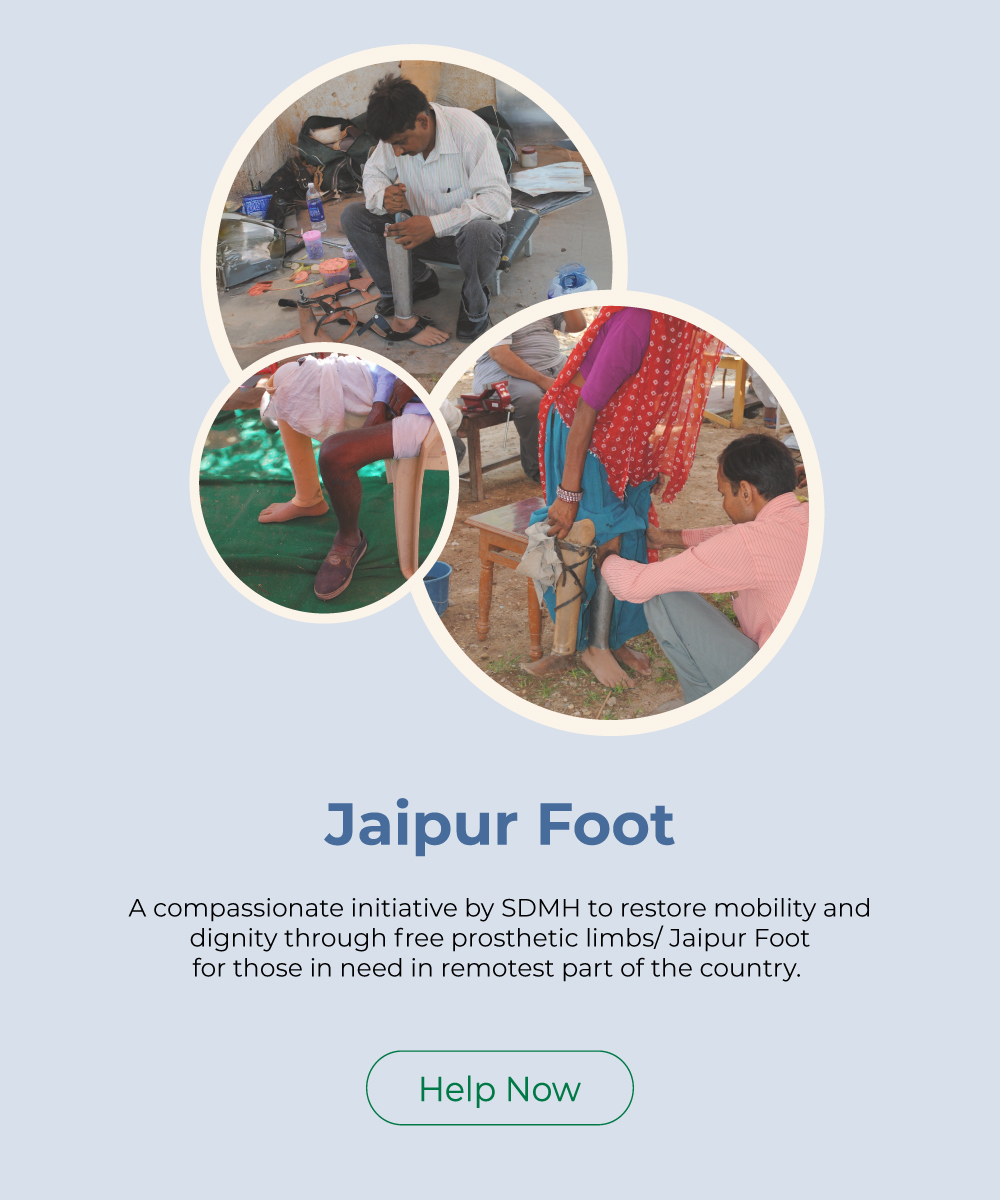 Jaipur Foot
A compassionate initiative by SDMH to restore mobility and
dignity through free prosthetic limbs/ Jaipur Foot
for those in need in remotest part of the country.
Help Now